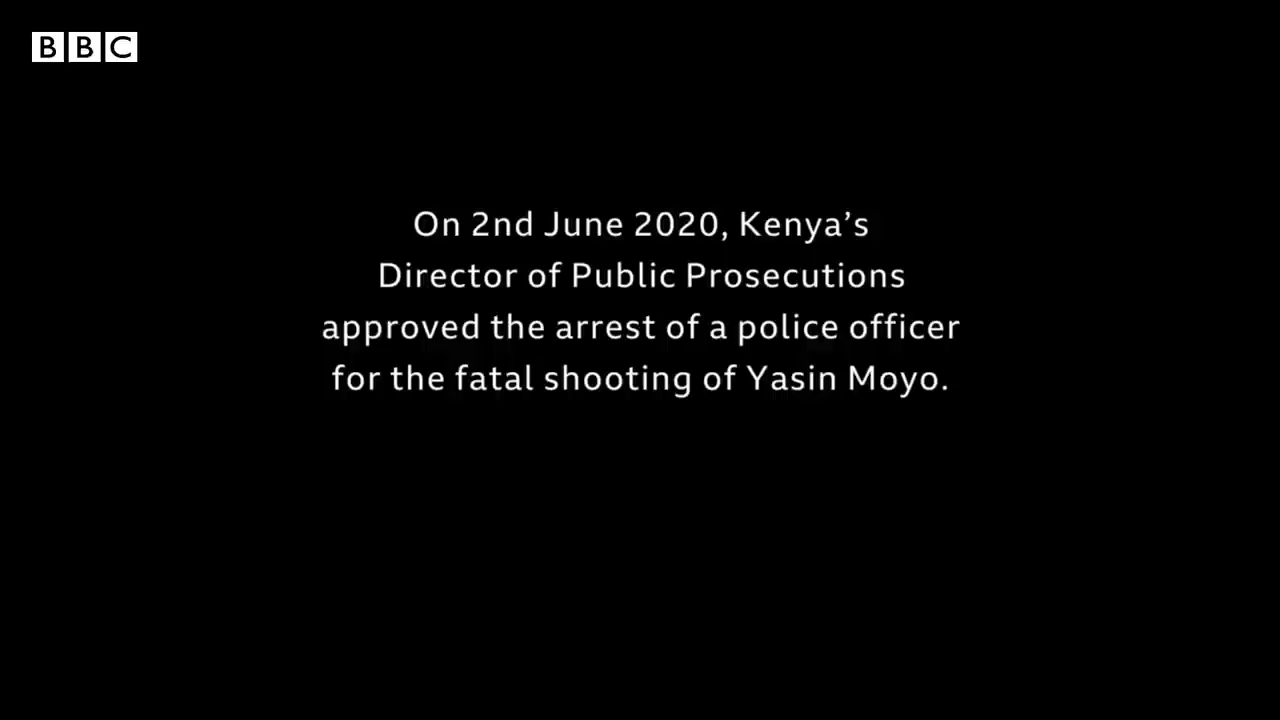 BBC
On 2nd June 2020, Kenya’s
Director of Public Prosecutions
approved the arrest of a police officer
for the fatal shooting of Yasin Moyo.